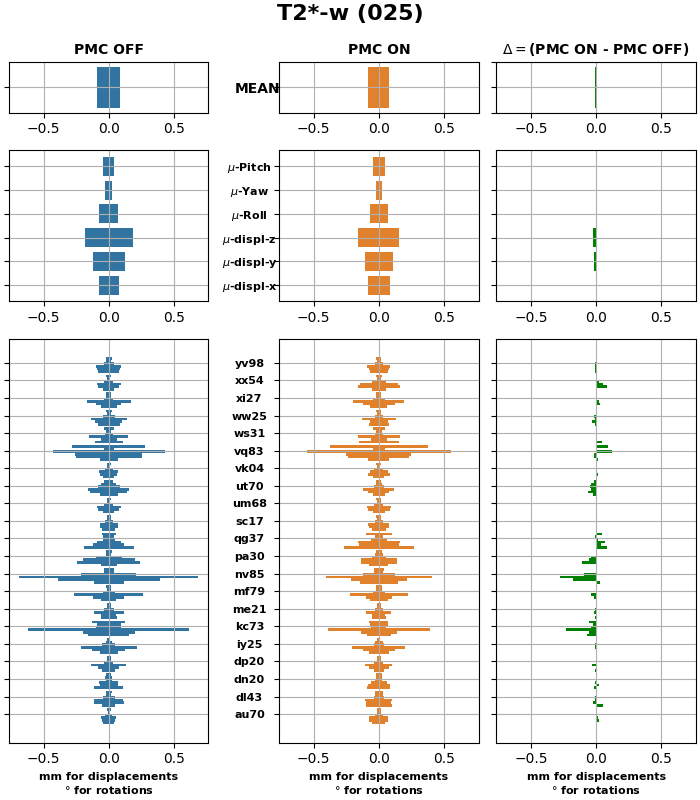 T2*-w (025)
PMC OFF
PMC ON
Δ = (PMC ON - PMC OFF)
MEAN
−0.5 0.0 0.5
−0.5 0.0 0.5
−0.5 0.0 0.5
μ-Pitch
μ-Yaw
μ-Roll
μ-displ-z
μ-displ-y
μ-displ-x
−0.5 0.0 0.5
−0.5 0.0 0.5
−0.5 0.0 0.5
yv98
xx54
xi27
ww25
ws31
vq83
vk04
ut70
um68
sc17
qg37
pa30
nv85
mf79
me21
kc73
iy25
dp20
dn20
dl43
au70
−0.5 0.0 0.5
−0.5 0.0 0.5
−0.5 0.0 0.5
mm for displacements
° for rotations
mm for displacements
° for rotations
mm for displacements
° for rotations